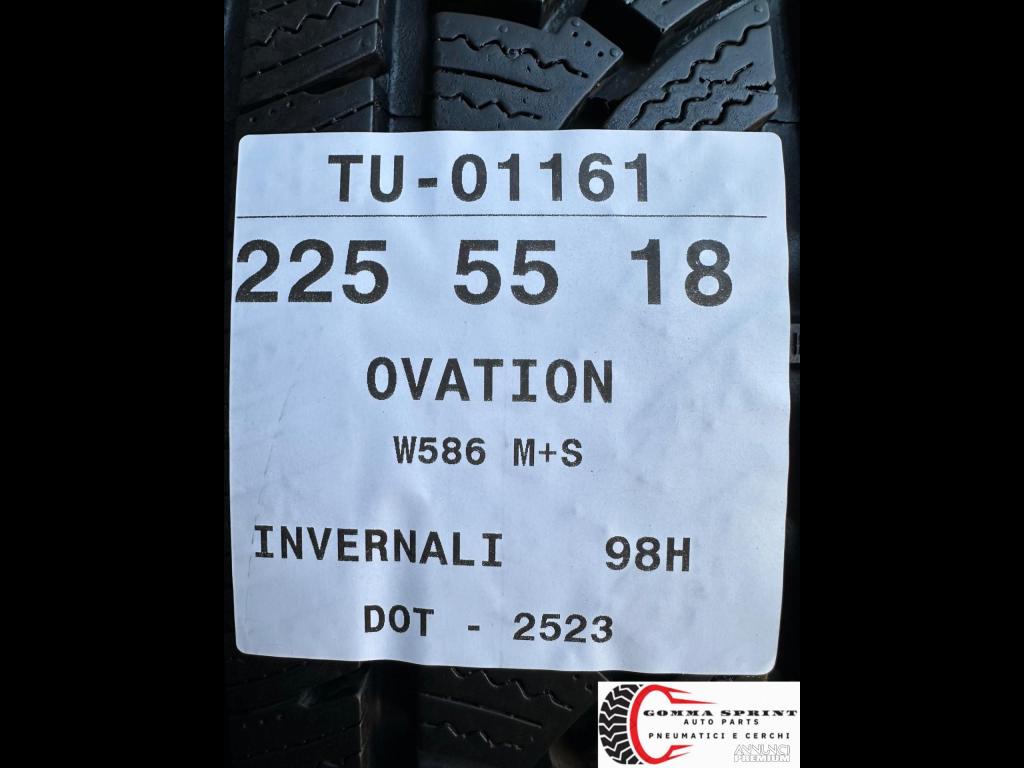 TU-01161
225 55 18
OVATION
W586 M+S
INVERNALI 98H
DOT - 2523
GOMMA SPRINT
AUTO PARTS
PNEUMATICI E CERCHI
ANNUNCI
PREMIUM